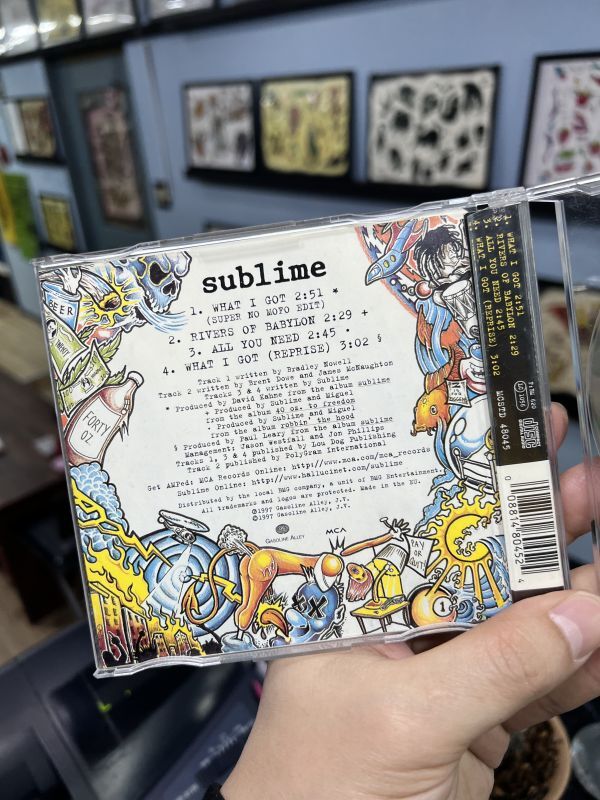 sublime
1. WHAT I GOT 2:51 *
(SUPER NO MOFO EDIT)
2. RIVERS OF BABYLON 2:29 +
3. ALL YOU NEED 2:45 •
4. WHAT I GOT (REPRISE) 3:02 §
Track 1 written by Bradley Nowell
Track 2 written by Brent Dowe and James McNaughton
Tracks 3 & 4 written by Sublime
* Produced by David Kahne from the album sublime
+ Produced by Sublime and Miguel
from the album 40 oz. to freedom
• Produced by Sublime and Miguel
from the album robbin' the hood
§ Produced by Paul Leary from the album sublime
Management: Jason Westfall and Jon Phillips
Tracks 1, 3 & 4 published by Lou Dog Publishing
Track 2 published by PolyGram International
Get AMPed: MCA Records Online: http://www.mca.com/mca_records
Sublime Online: http://www.hallucinet.com/sublime
Distributed by the local BMG company, a unit of BMG Entertainment.
All trademarks and logos are protected. Made in the EU.
℗1997 Gasoline Alley, J.V.
©1997 Gasoline Alley, J.V.
GASOLINE ALLEY
MCA
BEER
FORTY
OZ.
1
1. WHAT I GOT 2:51
2. RIVERS OF BABYLON 2:29
3. ALL YOU NEED 2:45
4. WHAT I GOT (REPRISE) 3:02
MCSTD 48045